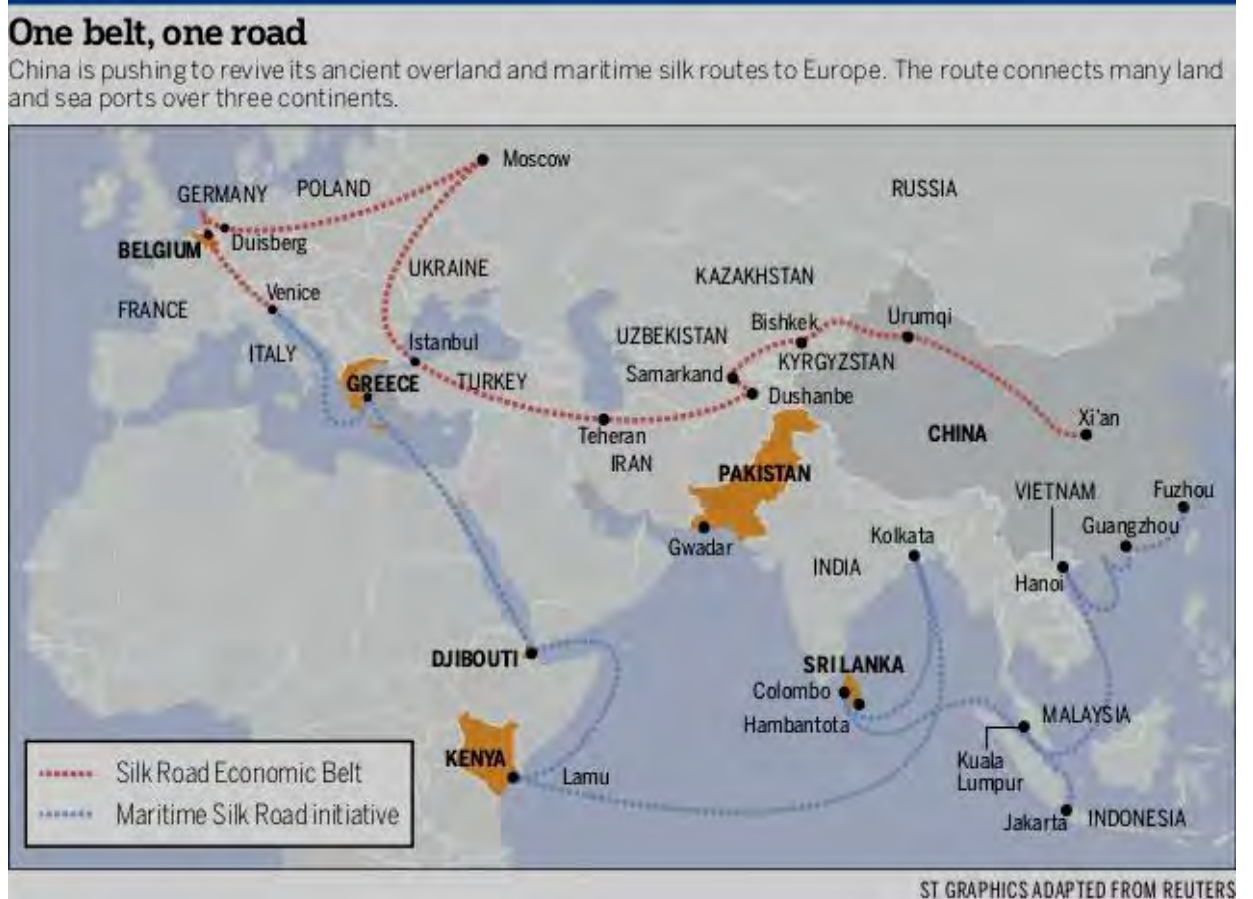 One belt, one road
China is pushing to revive its ancient overland and maritime silk routes to Europe. The route connects many land
and sea ports over three continents.
Moscow
GERMANY
POLAND
RUSSIA
BELGIUM
Duisberg
UKRAINE
KAZAKHSTAN
FRANCE
Venice
Bishkek
Urumqi
ITALY
Istanbul
UZBEKISTAN
KYRGYZSTAN
GREECE
TURKEY
Samarkand
Dushanbe
Teheran
IRAN
CHINA
Xi'an
PAKISTAN
VIETNAM
Fuzhou
Gwadar
Kolkata
Guangzhou
INDIA
Hanoi
DJIBOUTI
SRI LANKA
Colombo
Hambantota
MALAYSIA
KENYA
Lamu
Kuala
Lumpur
Jakarta
INDONESIA
Silk Road Economic Belt
Maritime Silk Road initiative
ST GRAPHICS ADAPTED FROM REUTERS